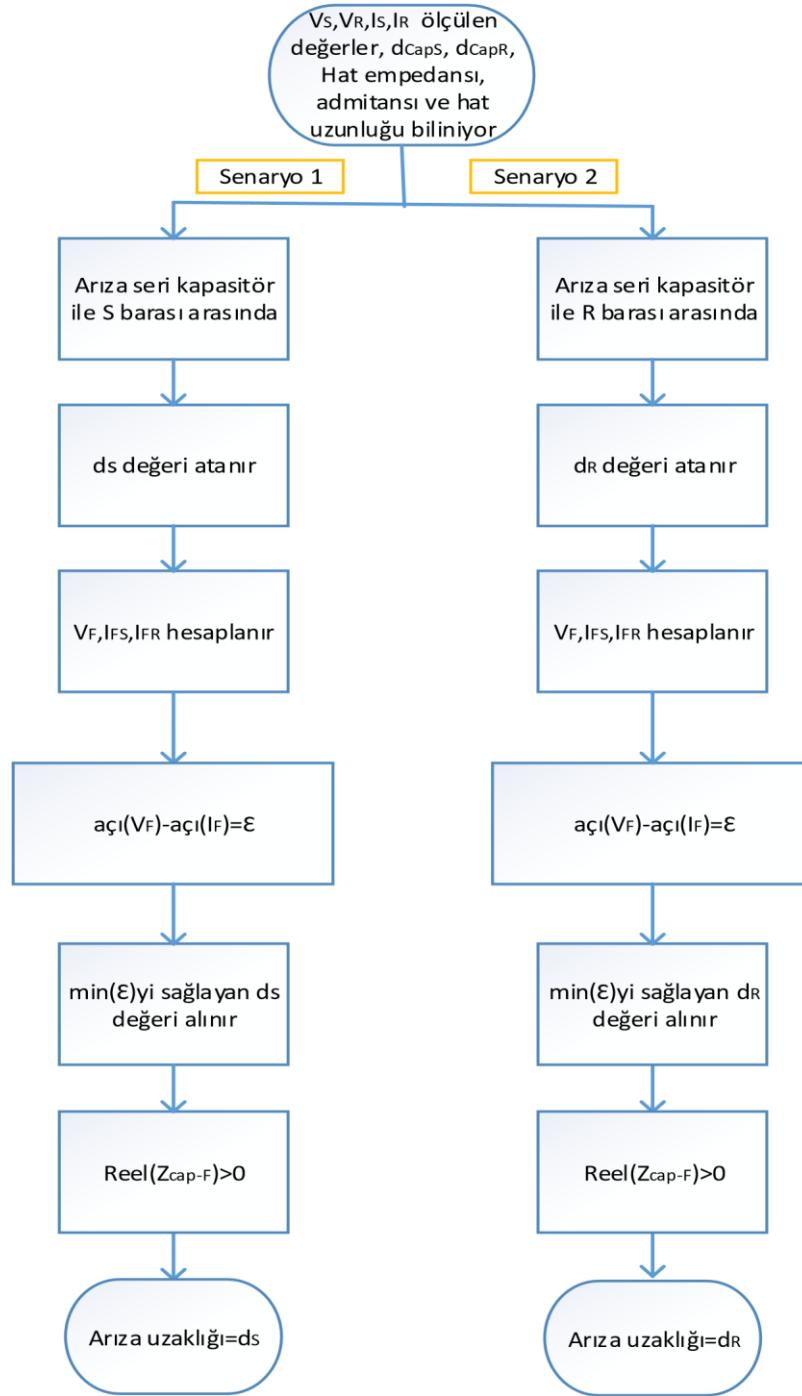 VS,VR,IS,IR ölçülen
değerler, dCapS, dCapR,
Hat empedansı,
admitansı ve hat
uzunluğu biliniyor
Senaryo 1
Senaryo 2
Arıza seri kapasitör
ile S barası arasında
ds değeri atanır
VF,IFS,IFR hesaplanır
açı(VF)-açı(IF)=Ɛ
min(Ɛ)yi sağlayan ds
değeri alınır
Reel(Zcap-F)>0
Arıza uzaklığı=ds
Arıza seri kapasitör
ile R barası arasında
dR değeri atanır
VF,IFS,IFR hesaplanır
açı(VF)-açı(IF)=Ɛ
min(Ɛ)yi sağlayan dR
değeri alınır
Reel(Zcap-F)>0
Arıza uzaklığı=dR